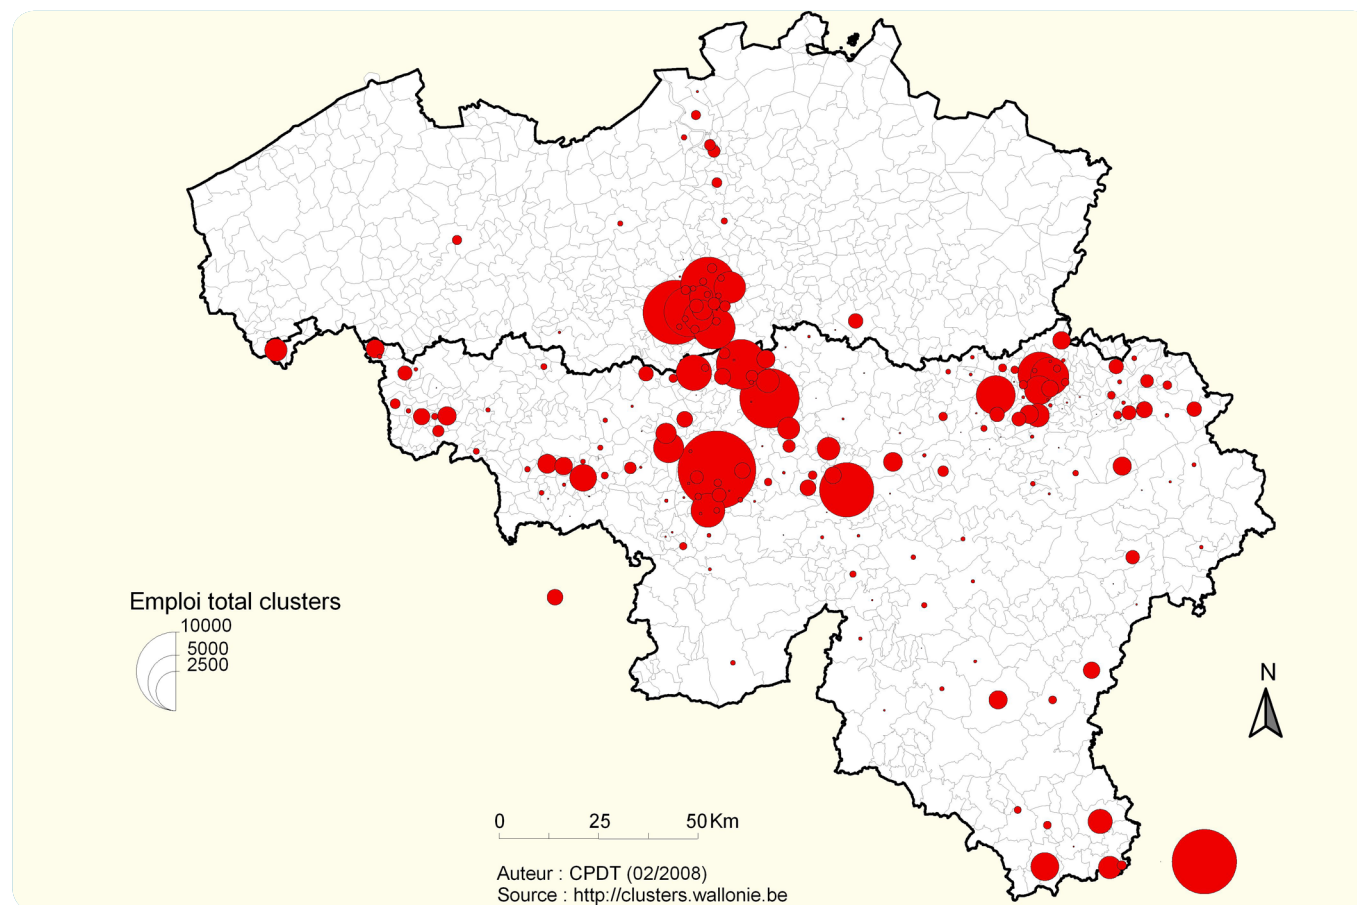 Emploi total clusters
10000
5000
2500
N
0 25 50 Km
Auteur : CPDT (02/2008)
Source : http://clusters.wallonie.be